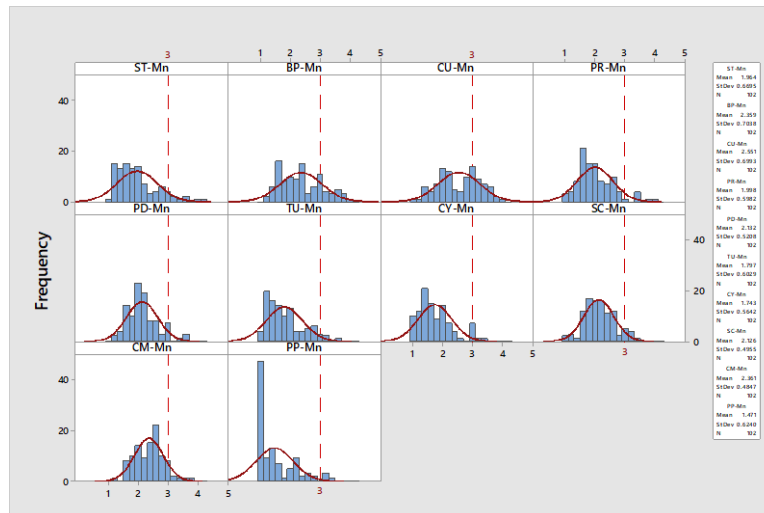 3 1 2 3 4 5 3 1 2 3 4 5
ST-Mn BP-Mn CU-Mn PR-Mn
40
20
0
PD-Mn TU-Mn CY-Mn SC-Mn
40
20
0
1 2 3 4 5 3
CM-Mn PP-Mn
40
20
0
1 2 3 4 5 3
Frequency
ST-Mn
Mean 1.964
StDev 0.6695
N 102
BP-Mn
Mean 2.359
StDev 0.7038
N 102
CU-Mn
Mean 2.551
StDev 0.6993
N 102
PR-Mn
Mean 1.998
StDev 0.5982
N 102
PD-Mn
Mean 2.132
StDev 0.5208
N 102
TU-Mn
Mean 1.797
StDev 0.6029
N 102
CY-Mn
Mean 1.743
StDev 0.5642
N 102
SC-Mn
Mean 2.126
StDev 0.4955
N 102
CM-Mn
Mean 2.361
StDev 0.4847
N 102
PP-Mn
Mean 1.471
StDev 0.6240
N 102